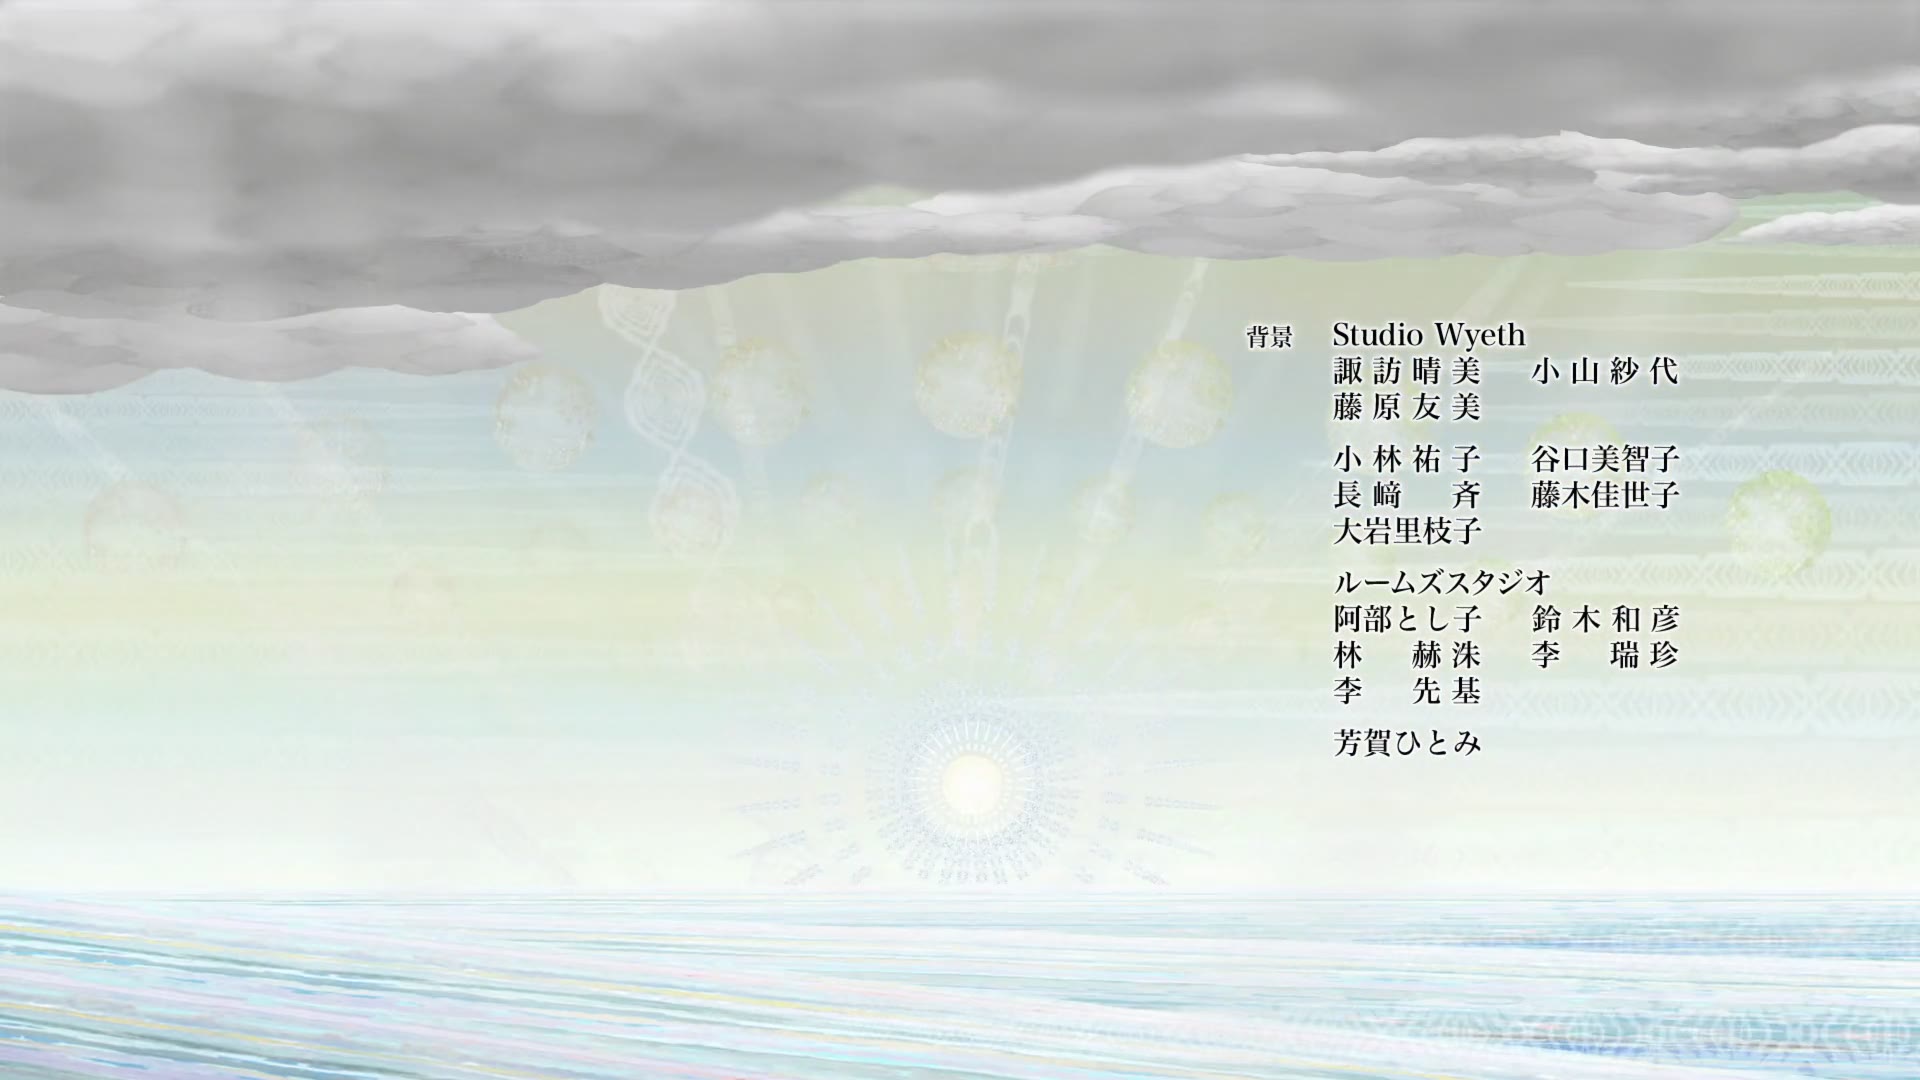 背景 Studio Wyeth
諏訪晴美 小山紗代
藤原友美
小林祐子 谷口美智子
長﨑 斉 藤木佳世子
大岩里枝子
ルームズスタジオ
阿部とし子 鈴木和彦
林 赫洙 李 瑞珍
李 先基
芳賀ひとみ